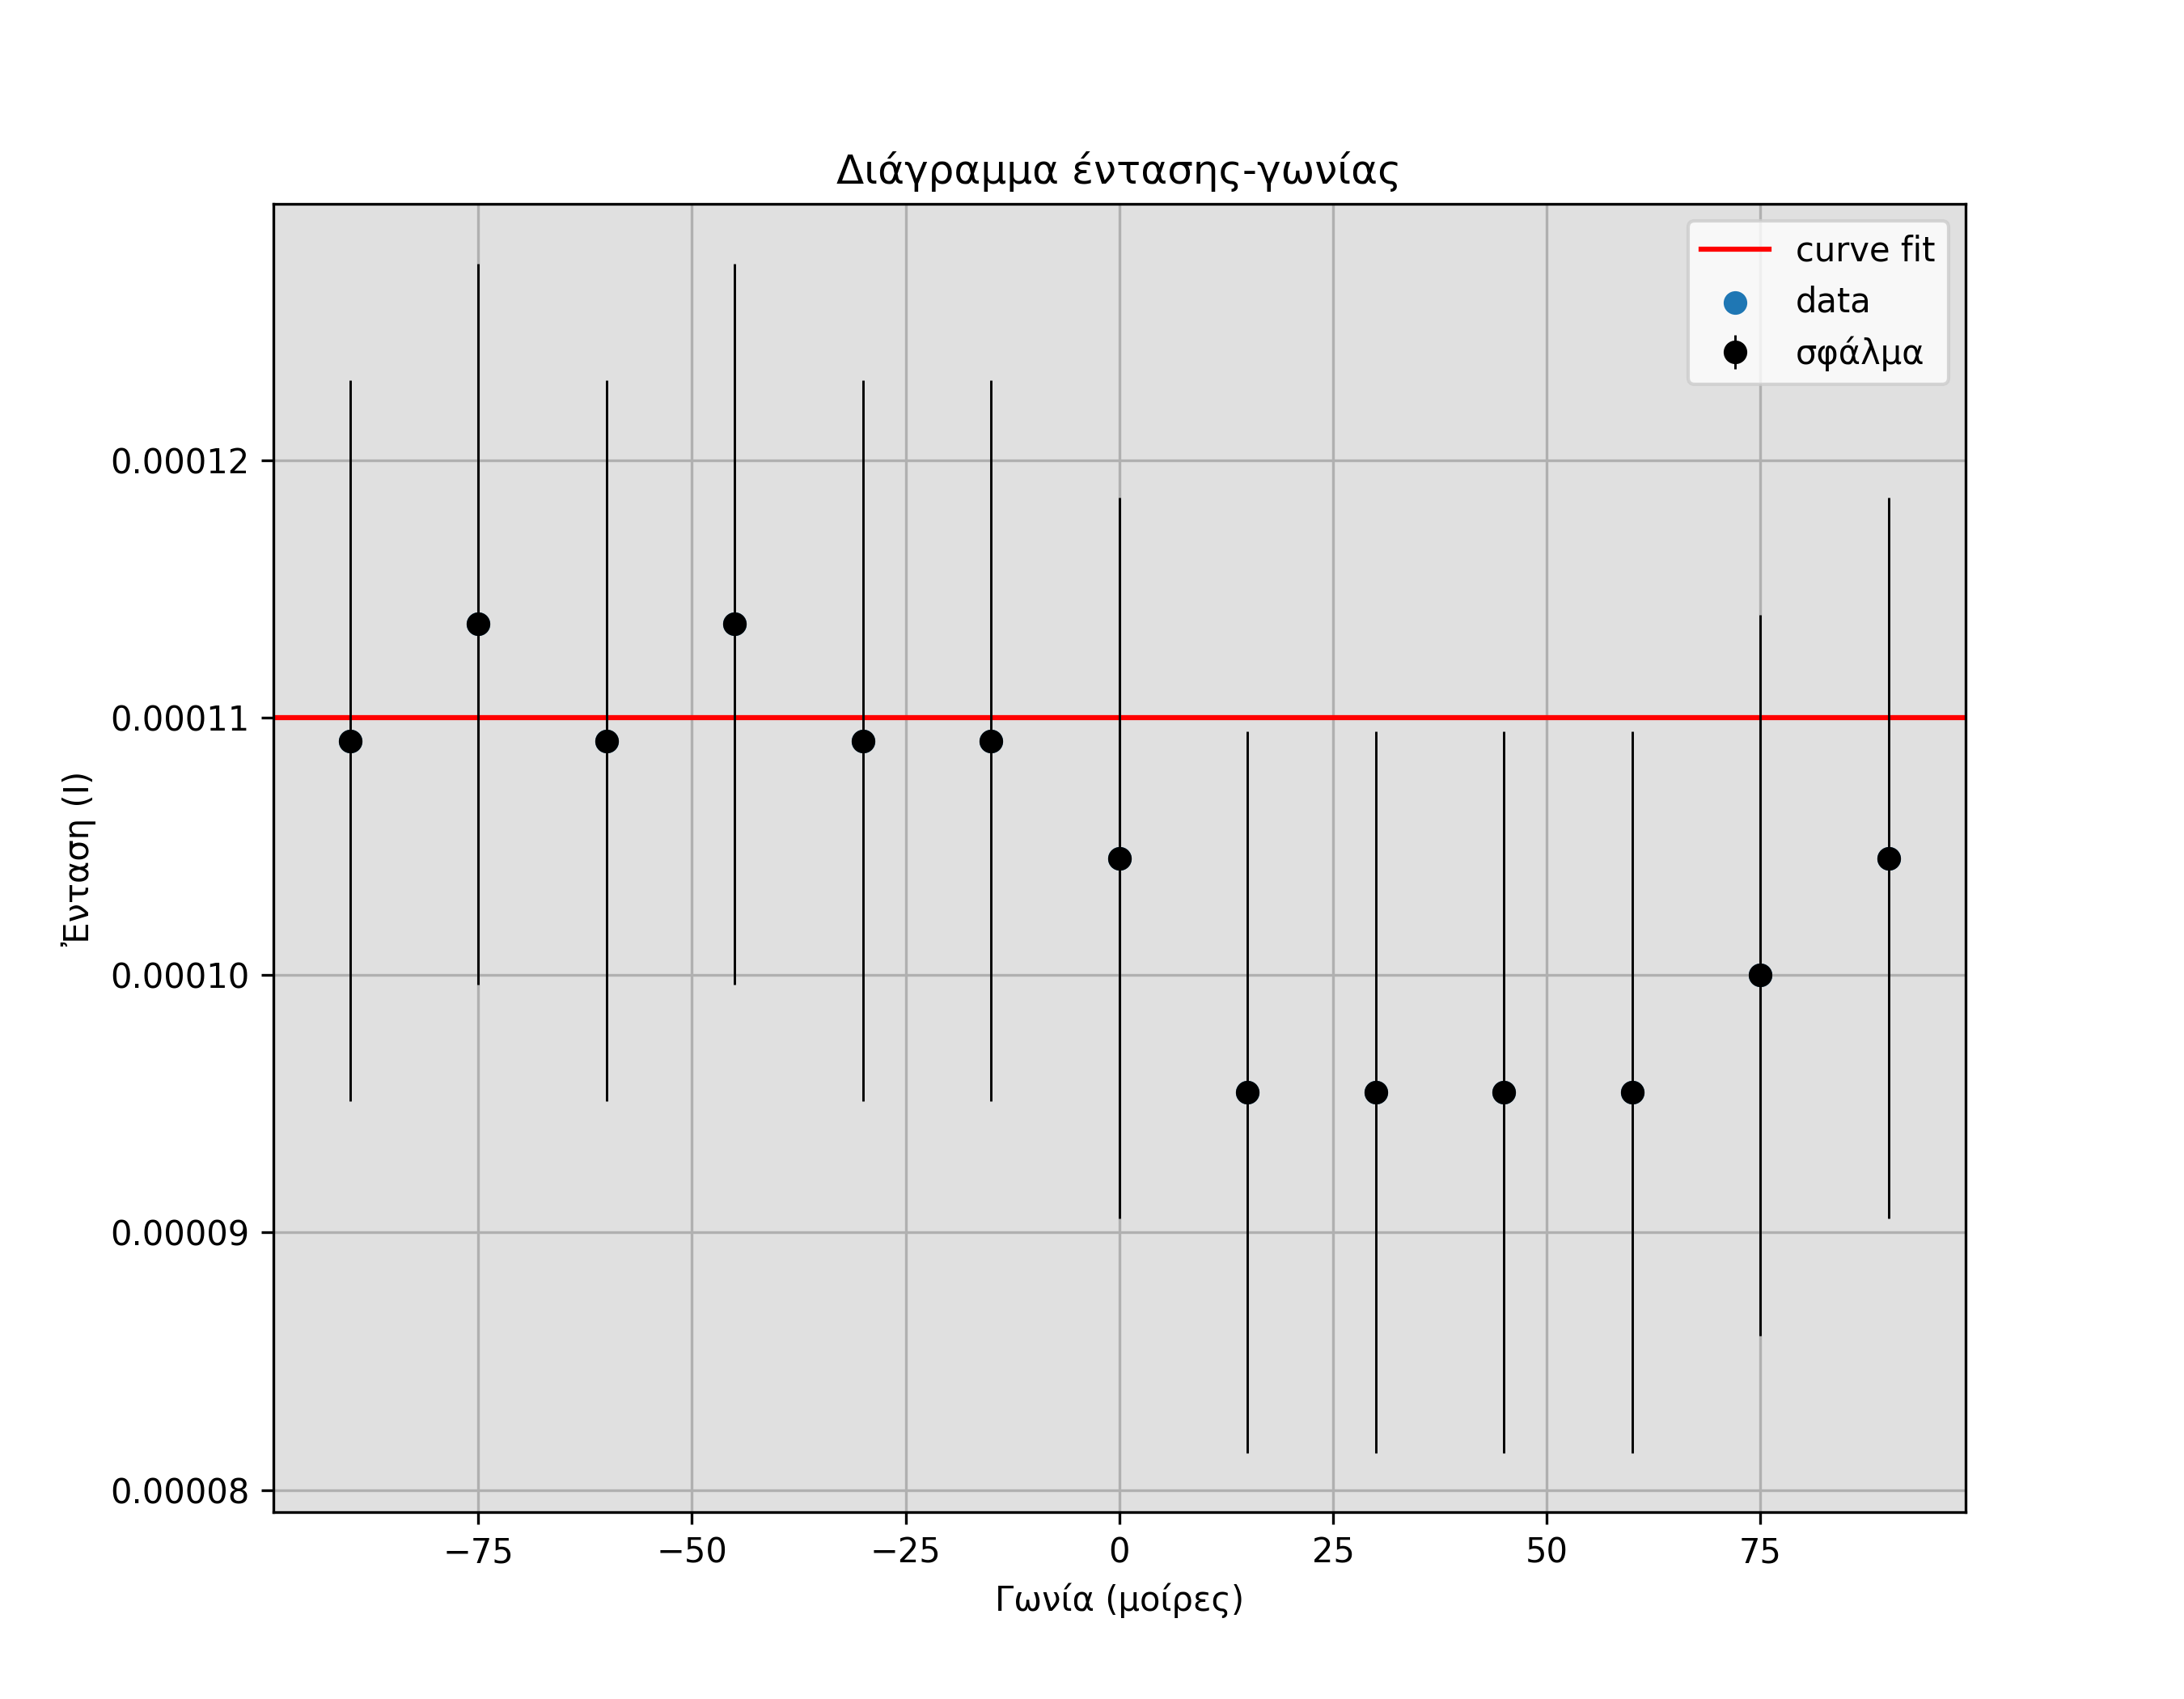 Διάγραμμα έντασης-γωνίας
curve fit
data
σφάλμα
0.00012
0.00011
0.00010
0.00009
0.00008
Ἐνταση (I)
−75
−50
−25
0
25
50
75
Γωνία (μοίρες)